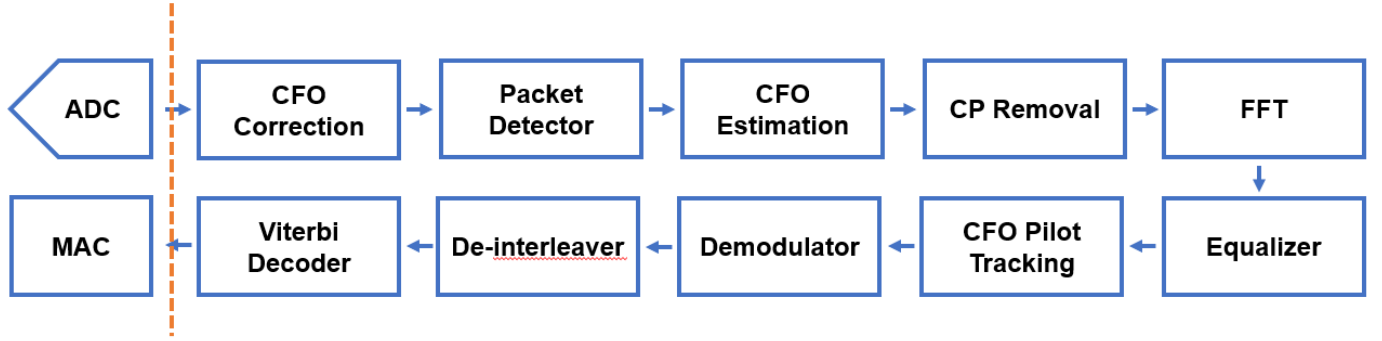 ADC
CFO
Correction
Packet
Detector
CFO
Estimation
CP Removal
FFT
MAC
Viterbi
Decoder
De-interleaver
Demodulator
CFO Pilot
Tracking
Equalizer